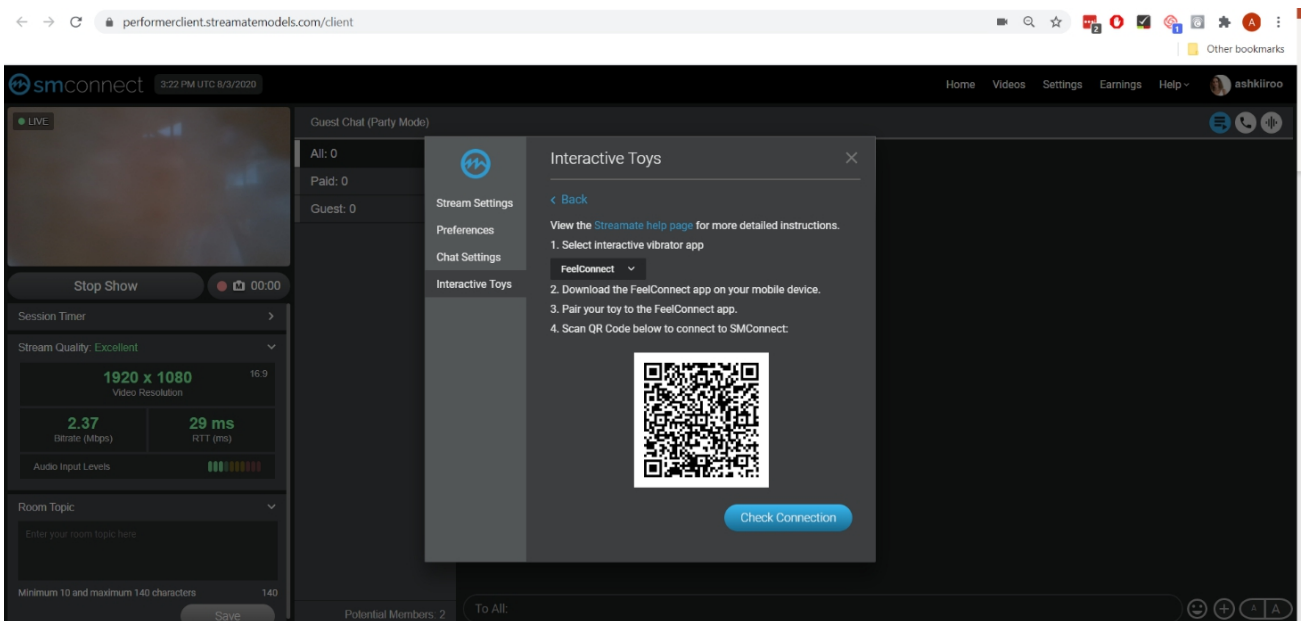 performerclient.streamatemodels.com/client
2
1
A
Other bookmarks
smconnect
3:22 PM UTC 8/3/2020
Home Videos Settings Earnings Help ashkiiroo
LIVE
Guest Chat (Party Mode)
All: 0
Paid: 0
Guest: 0
Stop Show
00:00
Session Timer
Stream Quality: Excellent
1920 x 1080
16:9
Video Resolution
2.37
29 ms
Bitrate (Mbps)
RTT (ms)
Audio Input Levels
Room Topic
Enter your room topic here
Minimum 10 and maximum 140 characters
140
Save
Stream Settings
Preferences
Chat Settings
Interactive Toys
Interactive Toys
Back
View the Streamate help page for more detailed instructions.
1. Select interactive vibrator app
FeelConnect
2. Download the FeelConnect app on your mobile device.
3. Pair your toy to the FeelConnect app.
4. Scan QR Code below to connect to SMConnect:
Check Connection
Potential Members: 2
To All:
A A